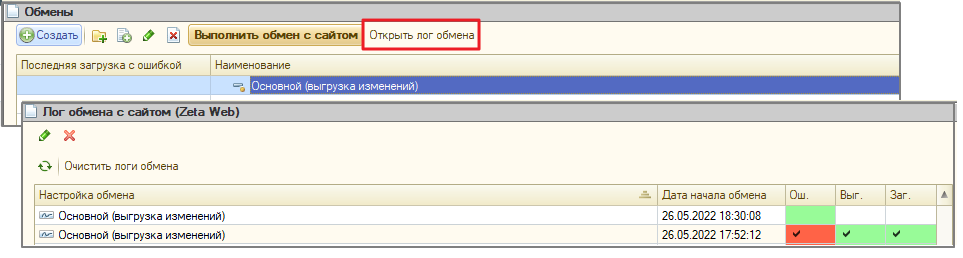 Обмены
Создать Выполнить обмен с сайтом Открыть лог обмена
Последняя загрузка с ошибкой Наименование
Основной (выгрузка изменений)
Лог обмена с сайтом (Zeta Web)
Очистить логи обмена
Настройка обмена Дата начала обмена Ош. Выг. Заг.
Основной (выгрузка изменений) 26.05.2022 18:30:08
Основной (выгрузка изменений) 26.05.2022 17:52:12